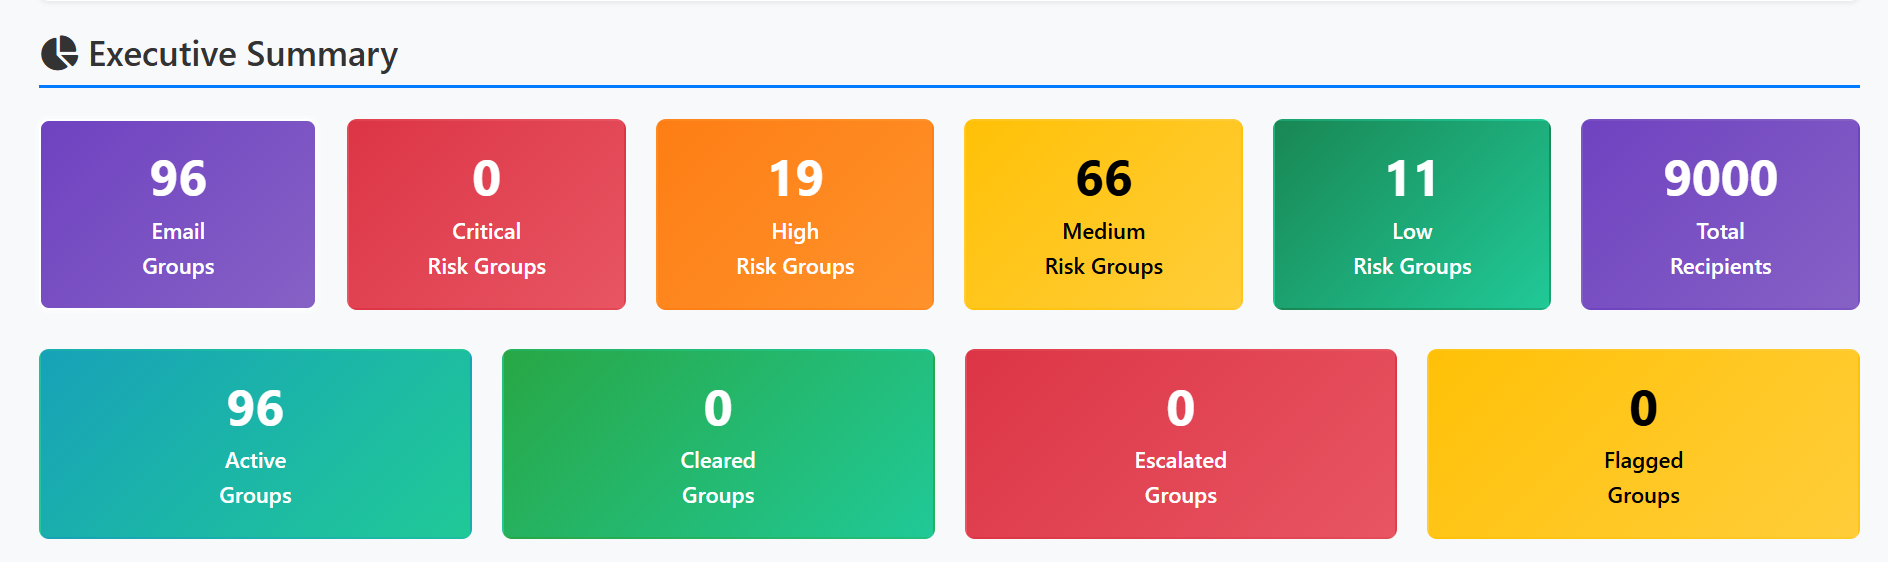 Executive Summary
96
Email
Groups
0
Critical
Risk Groups
19
High
Risk Groups
66
Medium
Risk Groups
11
Low
Risk Groups
9000
Total
Recipients
96
Active
Groups
0
Cleared
Groups
0
Escalated
Groups
0
Flagged
Groups